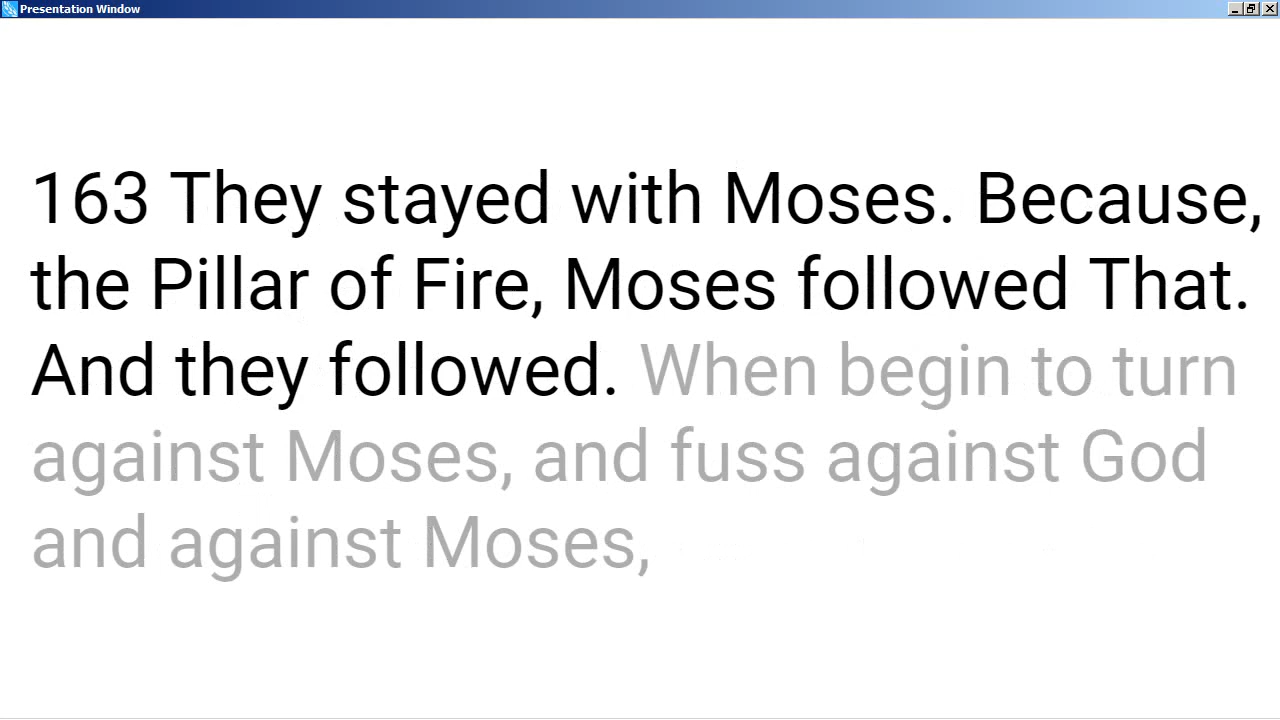 Presentation Window
163 They stayed with Moses. Because,
the Pillar of Fire, Moses followed That.
And they followed. When begin to turn
against Moses, and fuss against God
and against Moses,